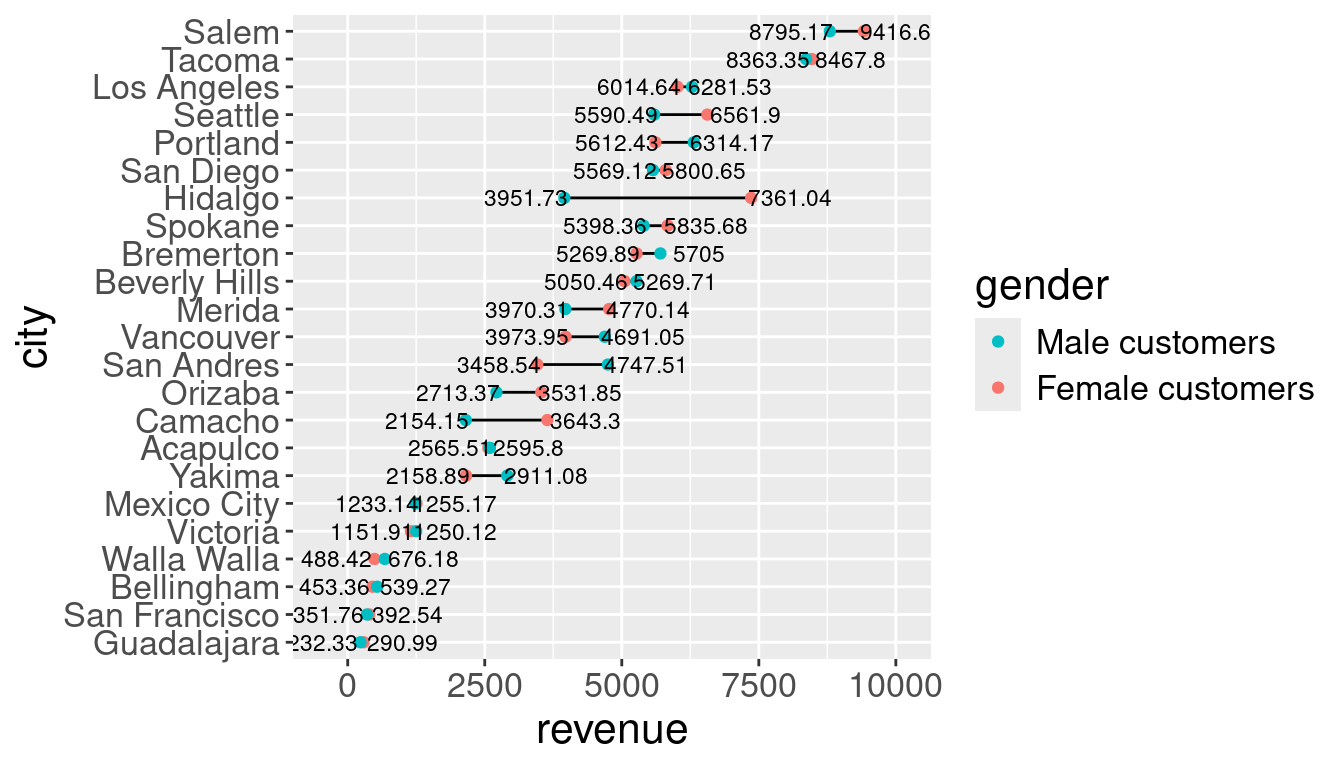 Salem 8795.17 9416.6
Tacoma 8363.35 8467.8
Los Angeles 6014.64 6281.53
Seattle 5590.49 6561.9
Portland 5612.43 6314.17
San Diego 5569.12 5800.65
Hidalgo 3951.73 7361.04
Spokane 5398.36 5835.68
Bremerton 5269.89 5705
Beverly Hills 5050.46 5269.71
Merida 3970.31 4770.14
Vancouver 3973.95 4691.05
San Andres 3458.54 4747.51
Orizaba 2713.37 3531.85
Camacho 2154.15 3643.3
Acapulco 2565.51 2595.8
Yakima 2158.89 2911.08
Mexico City 1233.14 1255.17
Victoria 1151.91 1250.12
Walla Walla 488.42 676.18
Bellingham 453.36 539.27
San Francisco 351.76 392.54
Guadalajara 232.33 290.99
0 2500 5000 7500 10000
revenue
city
gender
Male customers
Female customers